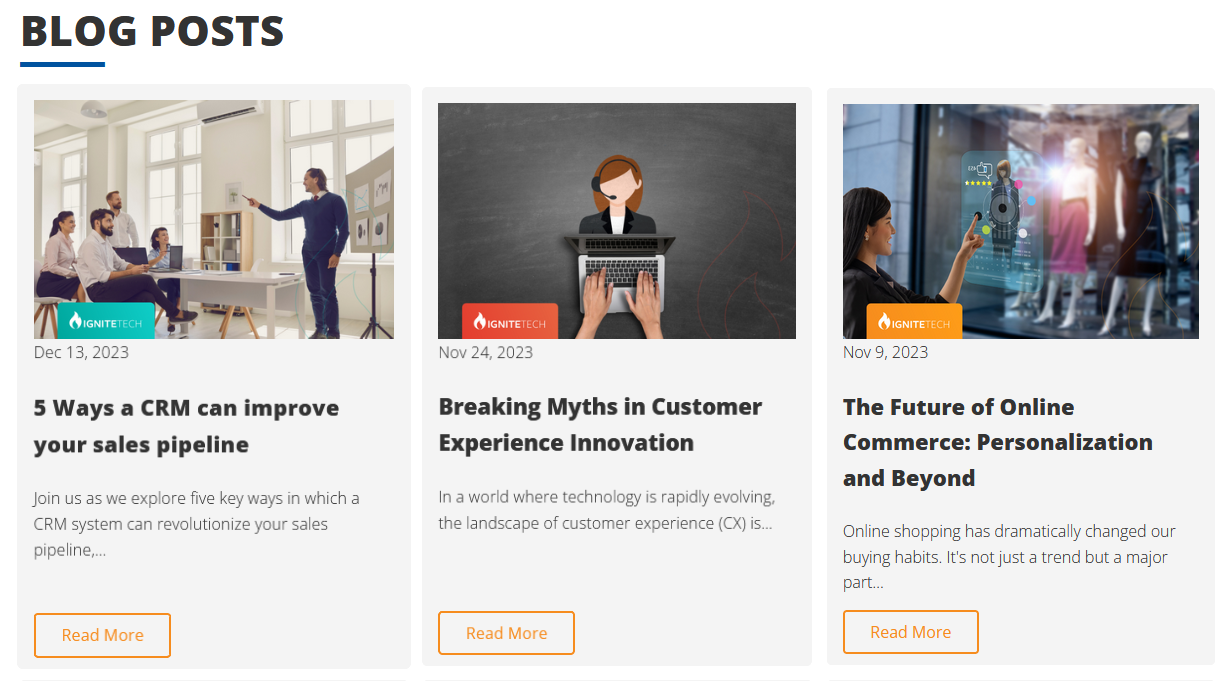 BLOG POSTS
IGNITETECH
Dec 13, 2023
5 Ways a CRM can improve
your sales pipeline
Join us as we explore five key ways in which a
CRM system can revolutionize your sales
pipeline,...
Read More
IGNITETECH
Nov 24, 2023
Breaking Myths in Customer
Experience Innovation
In a world where technology is rapidly evolving,
the landscape of customer experience (CX) is...
Read More
IGNITETECH
Nov 9, 2023
The Future of Online
Commerce: Personalization
and Beyond
Online shopping has dramatically changed our
buying habits. It's not just a trend but a major
part...
Read More